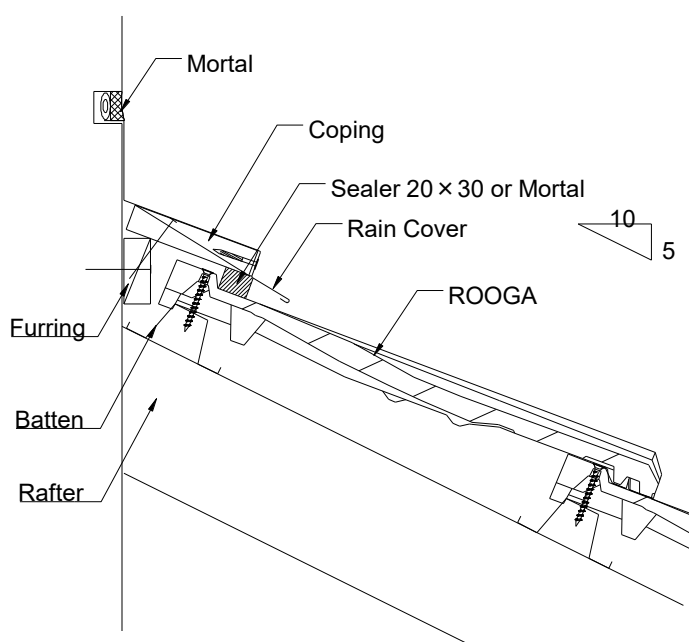 Mortal
Coping
Sealer 20×30 or Mortal
Rain Cover
10
5
ROOGA
Furring
Batten
Rafter